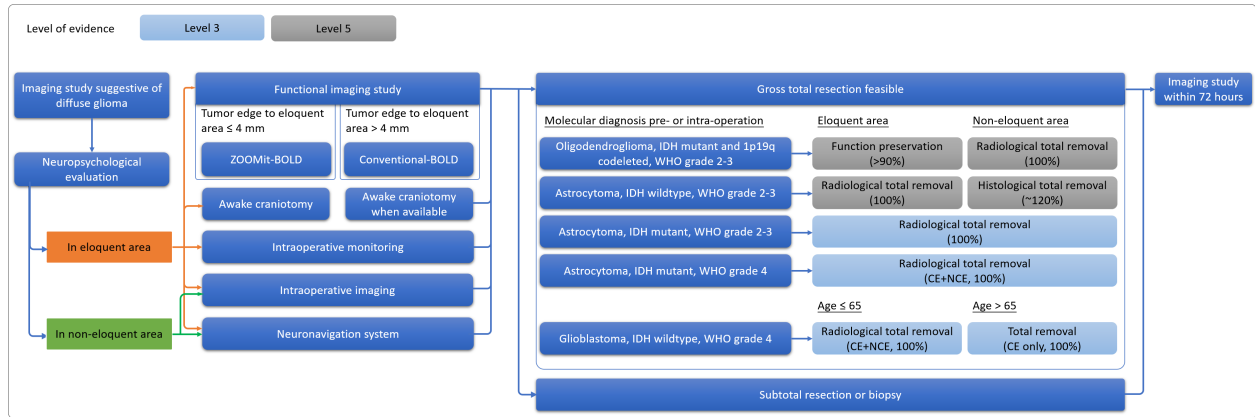 Level of evidence
Level 3
Level 5
Imaging study suggestive of
diffuse glioma
Neuropsychological
evaluation
In eloquent area
In non-eloquent area
Functional imaging study
Tumor edge to eloquent
area ≤ 4 mm
Tumor edge to eloquent
area > 4 mm
ZOOMit-BOLD
Conventional-BOLD
Awake craniotomy
Awake craniotomy
when available
Intraoperative monitoring
Intraoperative imaging
Neuronavigation system
Gross total resection feasible
Molecular diagnosis pre- or intra-operation
Eloquent area
Non-eloquent area
Oligodendroglioma, IDH mutant and 1p19q
codeleted, WHO grade 2-3
Function preservation
(>90%)
Radiological total removal
(100%)
Astrocytoma, IDH wildtype, WHO grade 2-3
Radiological total removal
(100%)
Histological total removal
(~120%)
Astrocytoma, IDH mutant, WHO grade 2-3
Radiological total removal
(100%)
Astrocytoma, IDH mutant, WHO grade 4
Radiological total removal
(CE+NCE, 100%)
Age ≤ 65
Age > 65
Glioblastoma, IDH wildtype, WHO grade 4
Radiological total removal
(CE+NCE, 100%)
Total removal
(CE only, 100%)
Subtotal resection or biopsy
Imaging study
within 72 hours